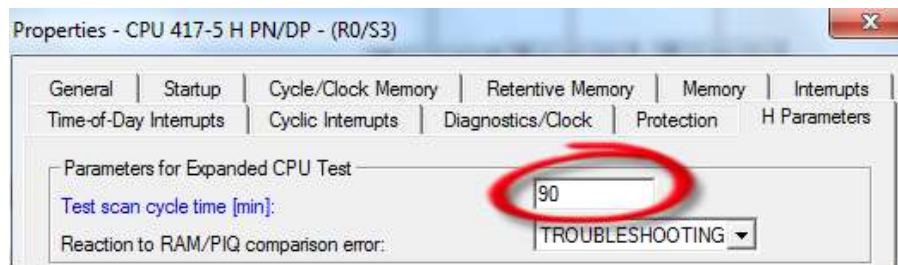 Properties - CPU 417-5 H PN/DP - (R0/S3)
General Startup Cycle/Clock Memory Retentive Memory Memory Interrupts
Time-of-Day Interrupts Cyclic Interrupts Diagnostics/Clock Protection H Parameters
Parameters for Expanded CPU Test
Test scan cycle time [min]: 90
Reaction to RAM/PIQ comparison error: TROUBLESHOOTING